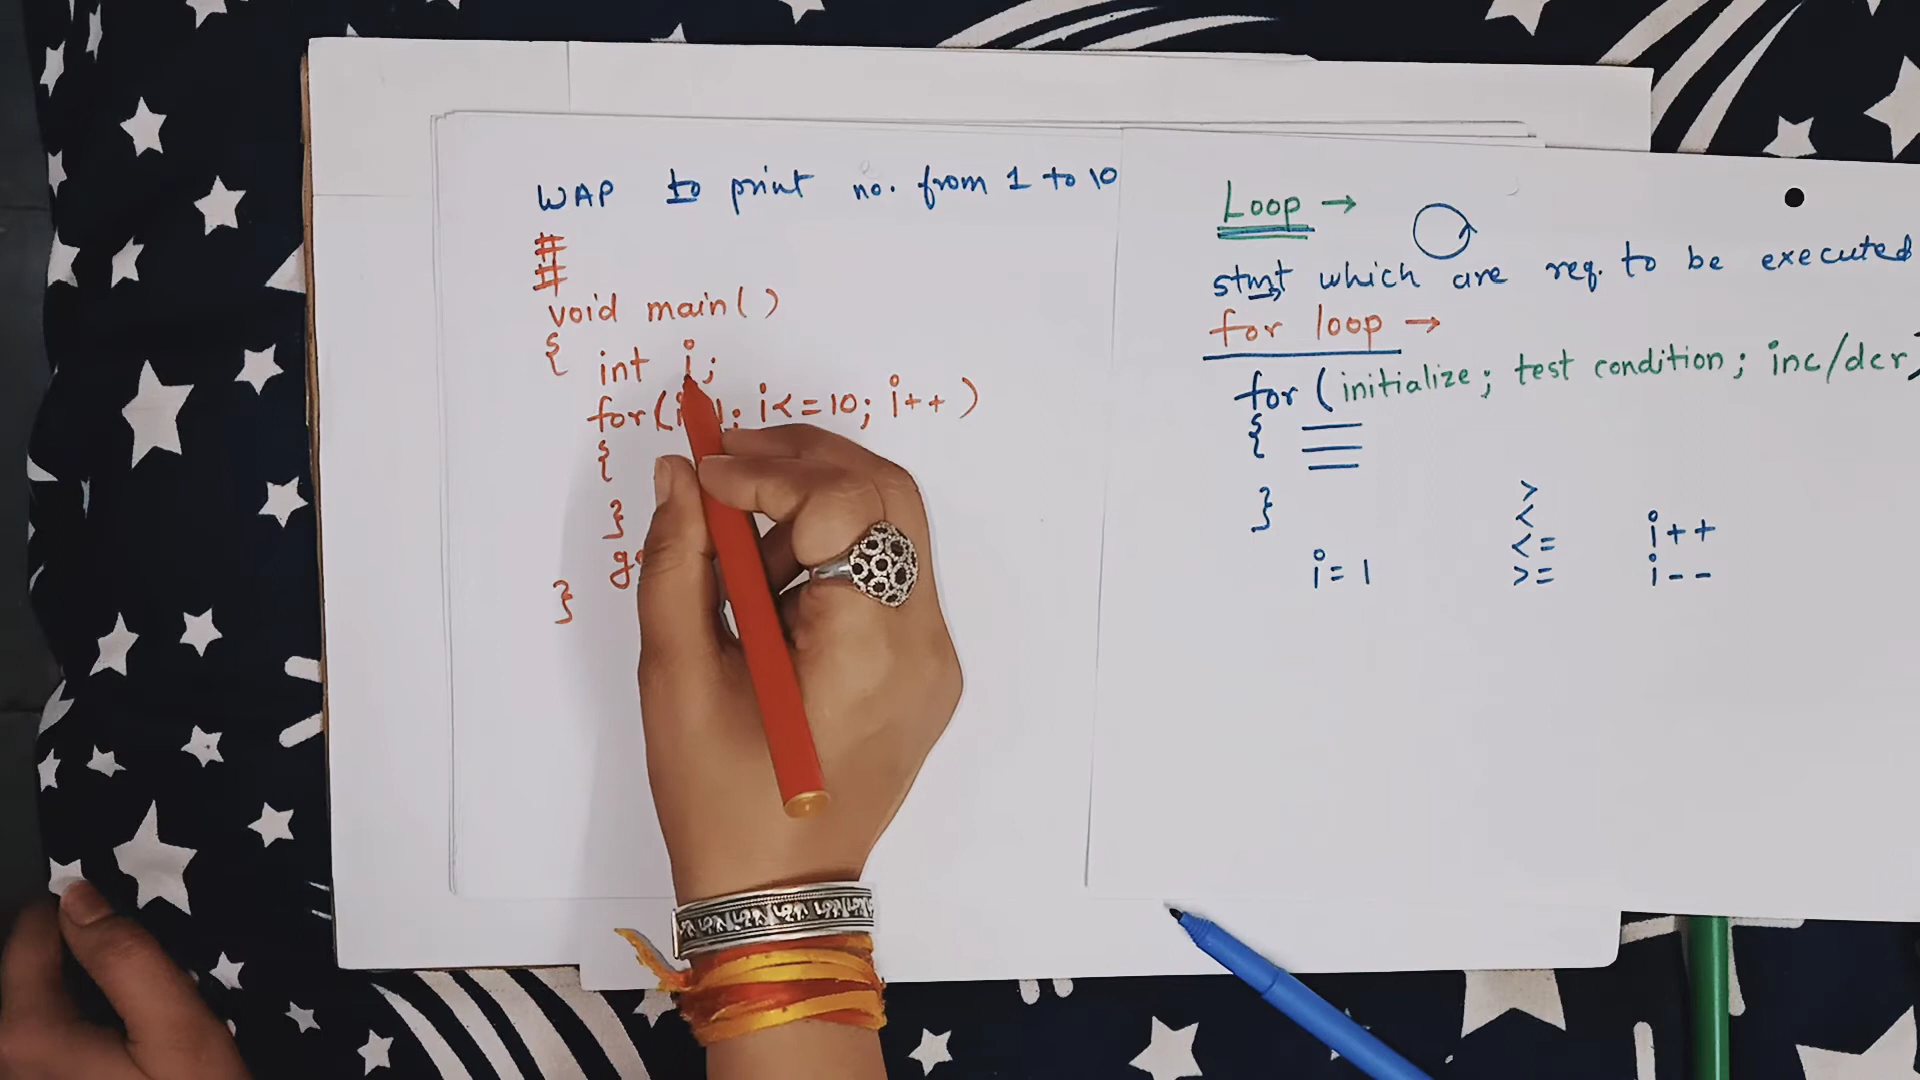 WAP to print no. from 1 to 10
#
#
void main()
{
int i;
for(i 1; i<=10; i++)
{
}
}
Loop →
stmt which are req. to be executed
for loop →
for (initialize; test condition; inc/dcr)
{
}
i=1
>
<
<=
>=
i++
i--